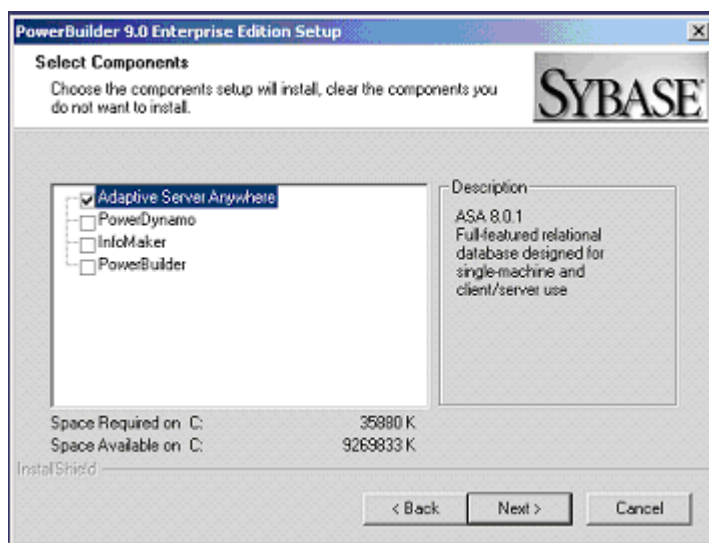 PowerBuilder 9.0 Enterprise Edition Setup
Select Components
Choose the components setup will install, clear the components you
do not want to install.
SYBASE
Adaptive Server Anywhere
PowerDynamo
InfoMaker
PowerBuilder
Description
ASA 8.0.1
Full-featured relational
database designed for
single-machine and
client/server use
Space Required on C: 35880 K
Space Available on C: 9269833 K
InstallShield
< Back Next > Cancel